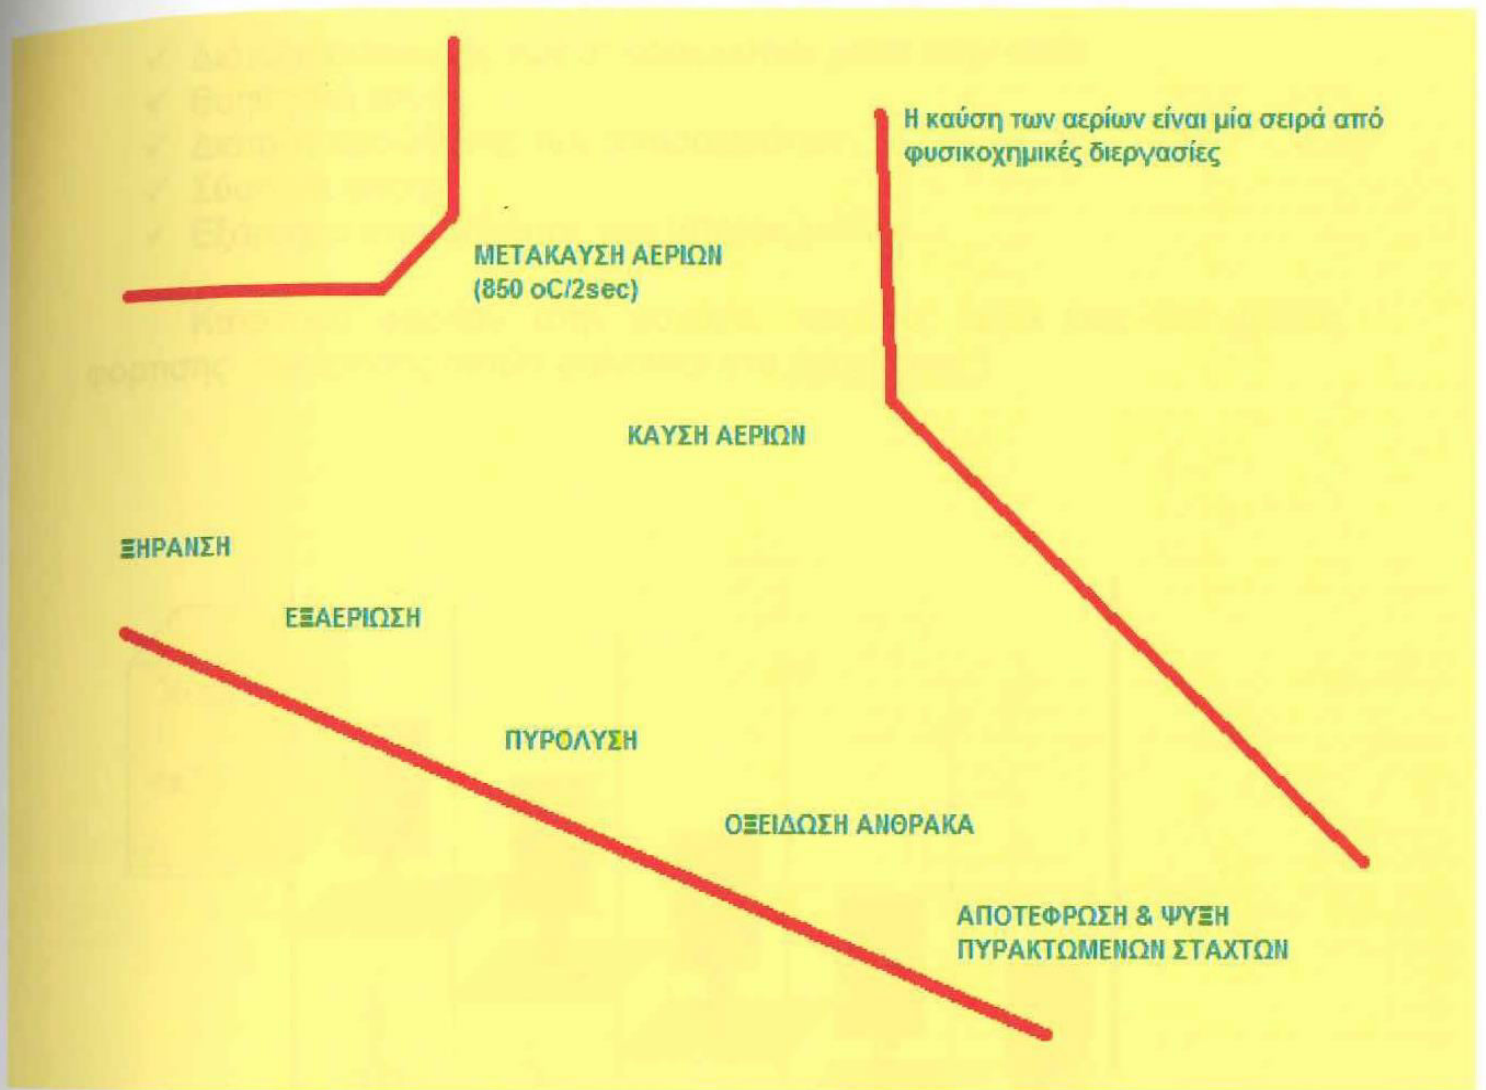 Η καύση των αερίων είναι μία σειρά από
φυσικοχημικές διεργασίες
ΜΕΤΑΚΑΥΣΗ ΑΕΡΙΩΝ
(850 oC/2sec)
ΚΑΥΣΗ ΑΕΡΙΩΝ
ΞΗΡΑΝΣΗ
ΕΞΑΕΡΙΩΣΗ
ΠΥΡΟΛΥΣΗ
ΟΞΕΙΔΩΣΗ ΑΝΘΡΑΚΑ
ΑΠΟΤΕΦΡΩΣΗ & ΨΥΞΗ
ΠΥΡΑΚΤΩΜΕΝΩΝ ΣΤΑΧΤΩΝ